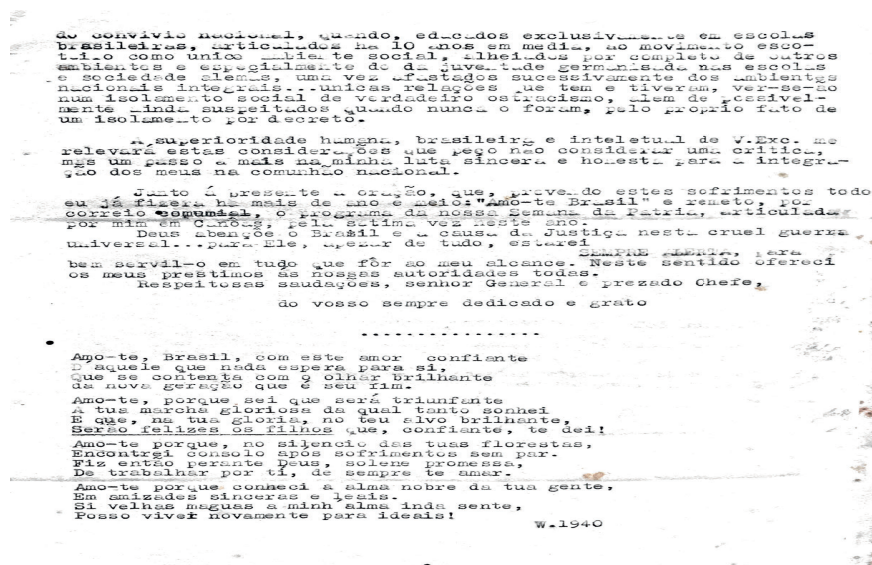 do convivio nacional, quando, educados exclusivamente em escolas
brasileiras, articulados ha 10 anos em media, ao movimento esco-
teiro como unico ambiente social, alheiados por completo de outros
ambientes e especialmente do da juventude germanisada nas escolas
e sociedade alemãs, uma vez afastados sucessivamente dos ambientes
nacionais integrais...unicas relações que tem e tiveram, ver-se-ão
num isolamento social de verdadeiro ostracismo, alem de possivel-
mente ainda suspeitados quando nunca o foram, pelo proprio fato de
um isolamento por decreto.
A superioridade humana, brasileira e inteletual de V.Exc. me
relevará estas considerações que peço não considerar uma critica,
mas um passo a mais na minha luta sincera e honesta para a integra-
ção dos meus na comunhão nacional.
Junto á presente a oração, que, prevendo estes sofrimentos todo
eu já fizera ha mais de ano e meio:"Amo-te Brasil" e remeto, por
correio comumial, o programa da nossa Semana da Patria, articulada
por mim em Canôas, pela setima vez neste ano.
Deus abençoe o Brasil e a causa da Justiça nesta cruel guerra
universal...para Ele, apesar de tudo, estarei
SEMPRE ALERTA, para
bem servil-o em tudo que fôr ao meu alcance. Neste sentido ofereci
os meus prestimos ás nossas autoridades todas.
Respeitosas saudações, senhor General e prezado Chefe,
do vosso sempre dedicado e grato
.................
Amo-te, Brasil, com este amor confiante
D aquele que nada espera para si,
Que se contenta com o olhar brilhante
da nova geração que é seu fim.
Amo-te, porque sei que será triunfante
A tua marcha gloriosa da qual tanto sonhei
E que, na tua gloria, no teu alvo brilhante,
Serão felizes os filhos que, confiante, te dei!
Amo-te porque, no silencio das tuas florestas,
Encontrei consolo após sofrimentos sem par.
Fiz então perante Deus, solene promessa,
De trabalhar por ti, de sempre te amar.
Amo-te porque conheci a alma nobre da tua gente,
Em amizades sinceras e leais.
Si velhas maguas a minh alma inda sente,
Posso viver novamente para ideais!
W.1940